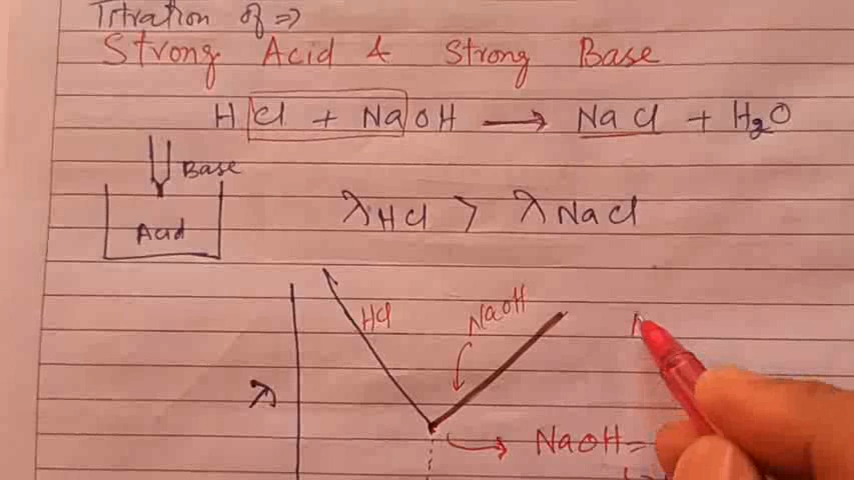 Titration of ⇒
Strong Acid & Strong Base
HCl + NaOH → NaCl + H₂O
Base
Acid
λHCl > λNaCl
HCl
NaOH
λ
→ NaOH =